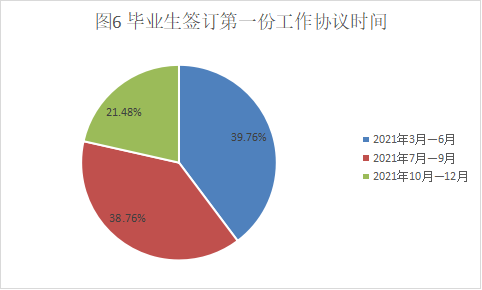 图6 毕业生签订第一份工作协议时间
39.76%
38.76%
21.48%
2021年3月—6月
2021年7月—9月
2021年10月—12月